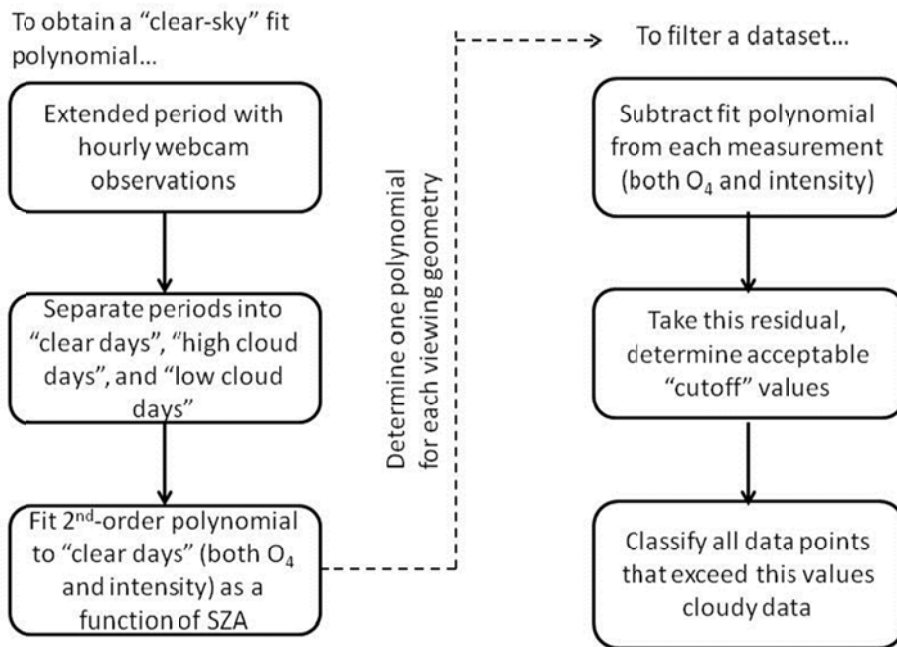 To obtain a “clear-sky” fit
polynomial...
Extended period with
hourly webcam
observations
Separate periods into
“clear days”, “high cloud
days”, and “low cloud
days”
Fit 2nd-order polynomial
to “clear days” (both O4
and intensity) as a
function of SZA
Determine one polynomial
for each viewing geometry
To filter a dataset...
Subtract fit polynomial
from each measurement
(both O4 and intensity)
Take this residual,
determine acceptable
“cutoff” values
Classify all data points
that exceed this values
cloudy data